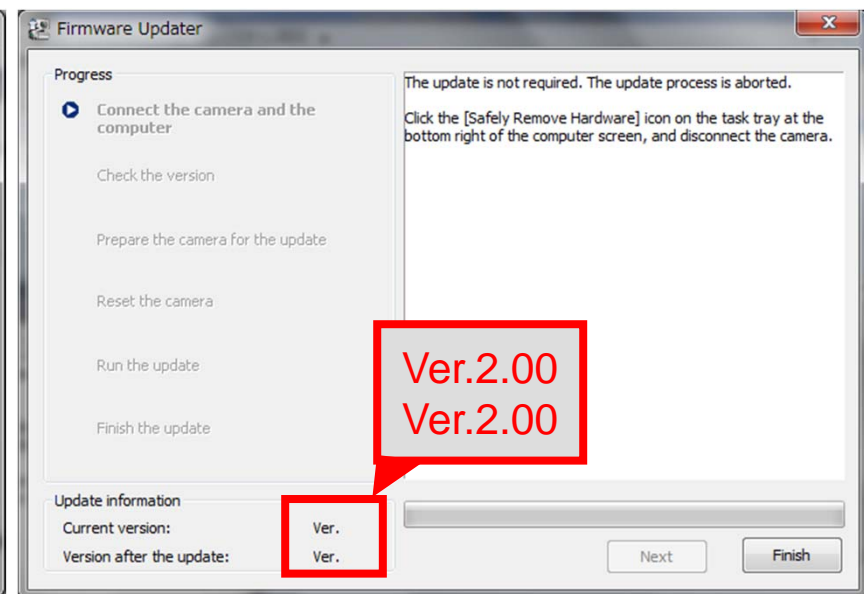 Firmware Updater
Progress
Connect the camera and the
computer
Check the version
Prepare the camera for the update
Reset the camera
Run the update
Finish the update
The update is not required. The update process is aborted.
Click the [Safely Remove Hardware] icon on the task tray at the
bottom right of the computer screen, and disconnect the camera.
Ver.2.00
Ver.2.00
Update information
Current version: Ver.
Version after the update: Ver.
Next
Finish